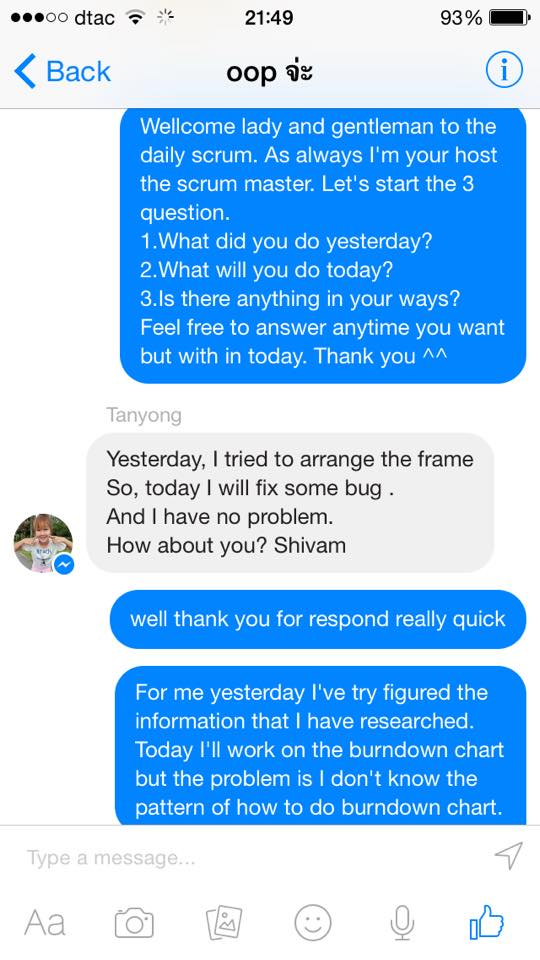 dtac 21:49 93%
Back oop จ่ะ
Wellcome lady and gentleman to the
daily scrum. As always I'm your host
the scrum master. Let's start the 3
question.
1.What did you do yesterday?
2.What will you do today?
3.Is there anything in your ways?
Feel free to answer anytime you want
but with in today. Thank you ^^
Tanyong
Yesterday, I tried to arrange the frame
So, today I will fix some bug .
And I have no problem.
How about you? Shivam
well thank you for respond really quick
For me yesterday I've try figured the
information that I have researched.
Today I'll work on the burndown chart
but the problem is I don't know the
pattern of how to do burndown chart.
Type a message...
Aa